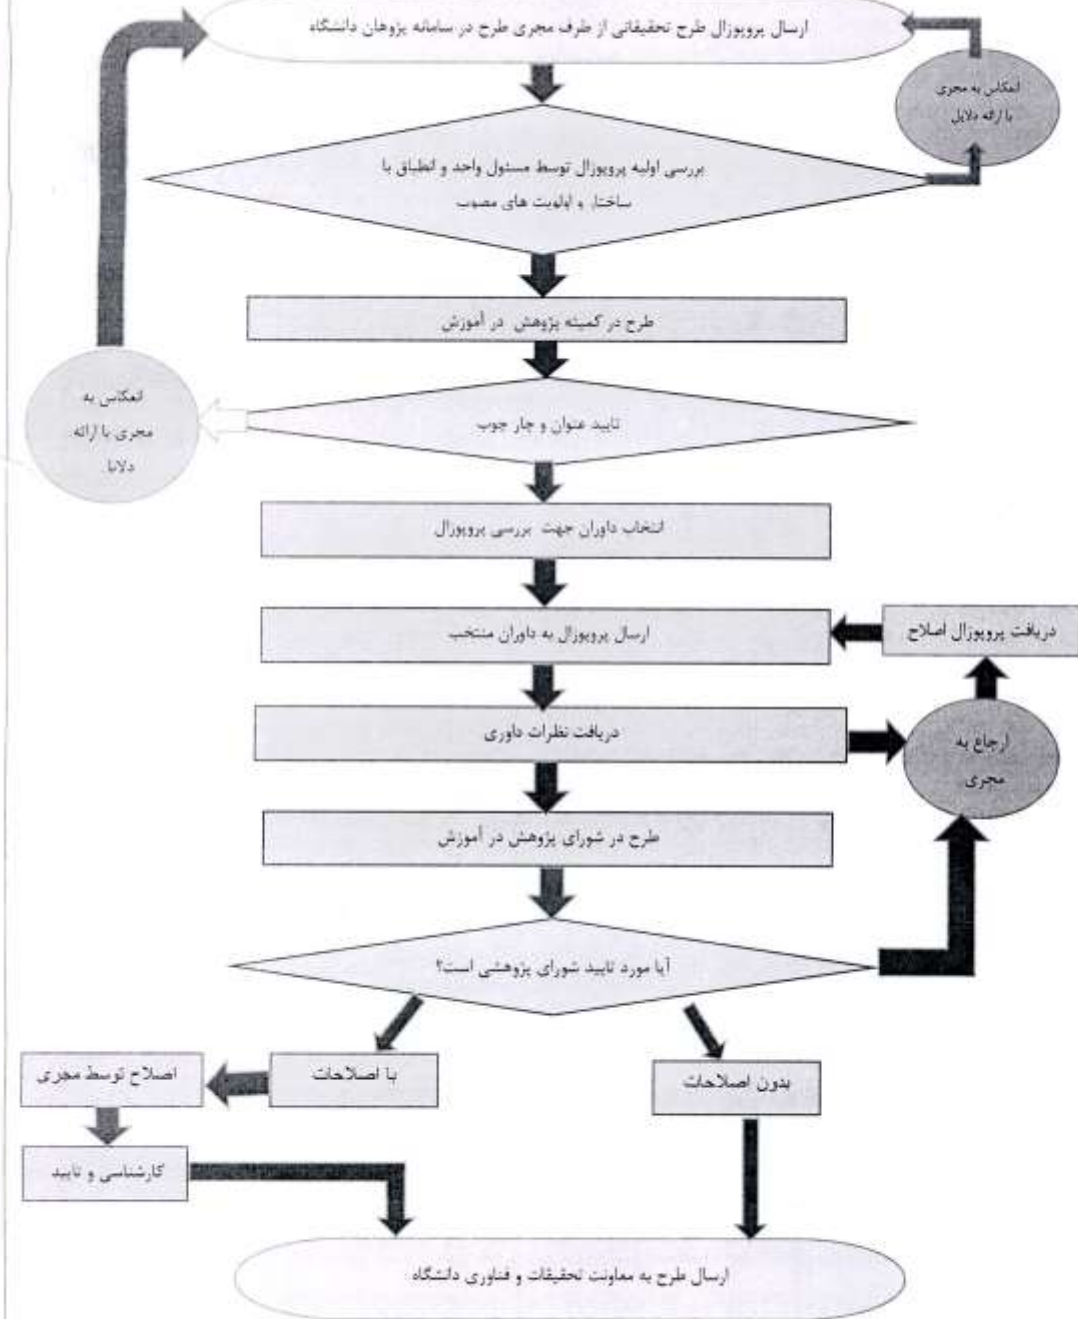 ارسال پروپوزال طرح تحقیقاتی از طرف مجری طرح در سامانه پژوهان دانشگاه
انعکاس به مجری
با ارائه دلایل
بررسی اولیه پروپوزال توسط مسئول واحد و انطباق با
ساختار و اولویت های مصوب
طرح در کمیته پژوهش در آموزش
انعکاس به
مجری با ارائه
دلایل
تایید عنوان و چار چوب
انتخاب داوران جهت بررسی پروپوزال
ارسال پروپوزال به داوران منتخب
دریافت پروپوزال اصلاح
دریافت نظرات داوری
ارجاع به
مجری
طرح در شورای پژوهش در آموزش
آیا مورد تایید شورای پژوهشی است؟
اصلاح توسط مجری
با اصلاحات
بدون اصلاحات
کارشناسی و تایید
ارسال طرح به معاونت تحقیقات و فناوری دانشگاه